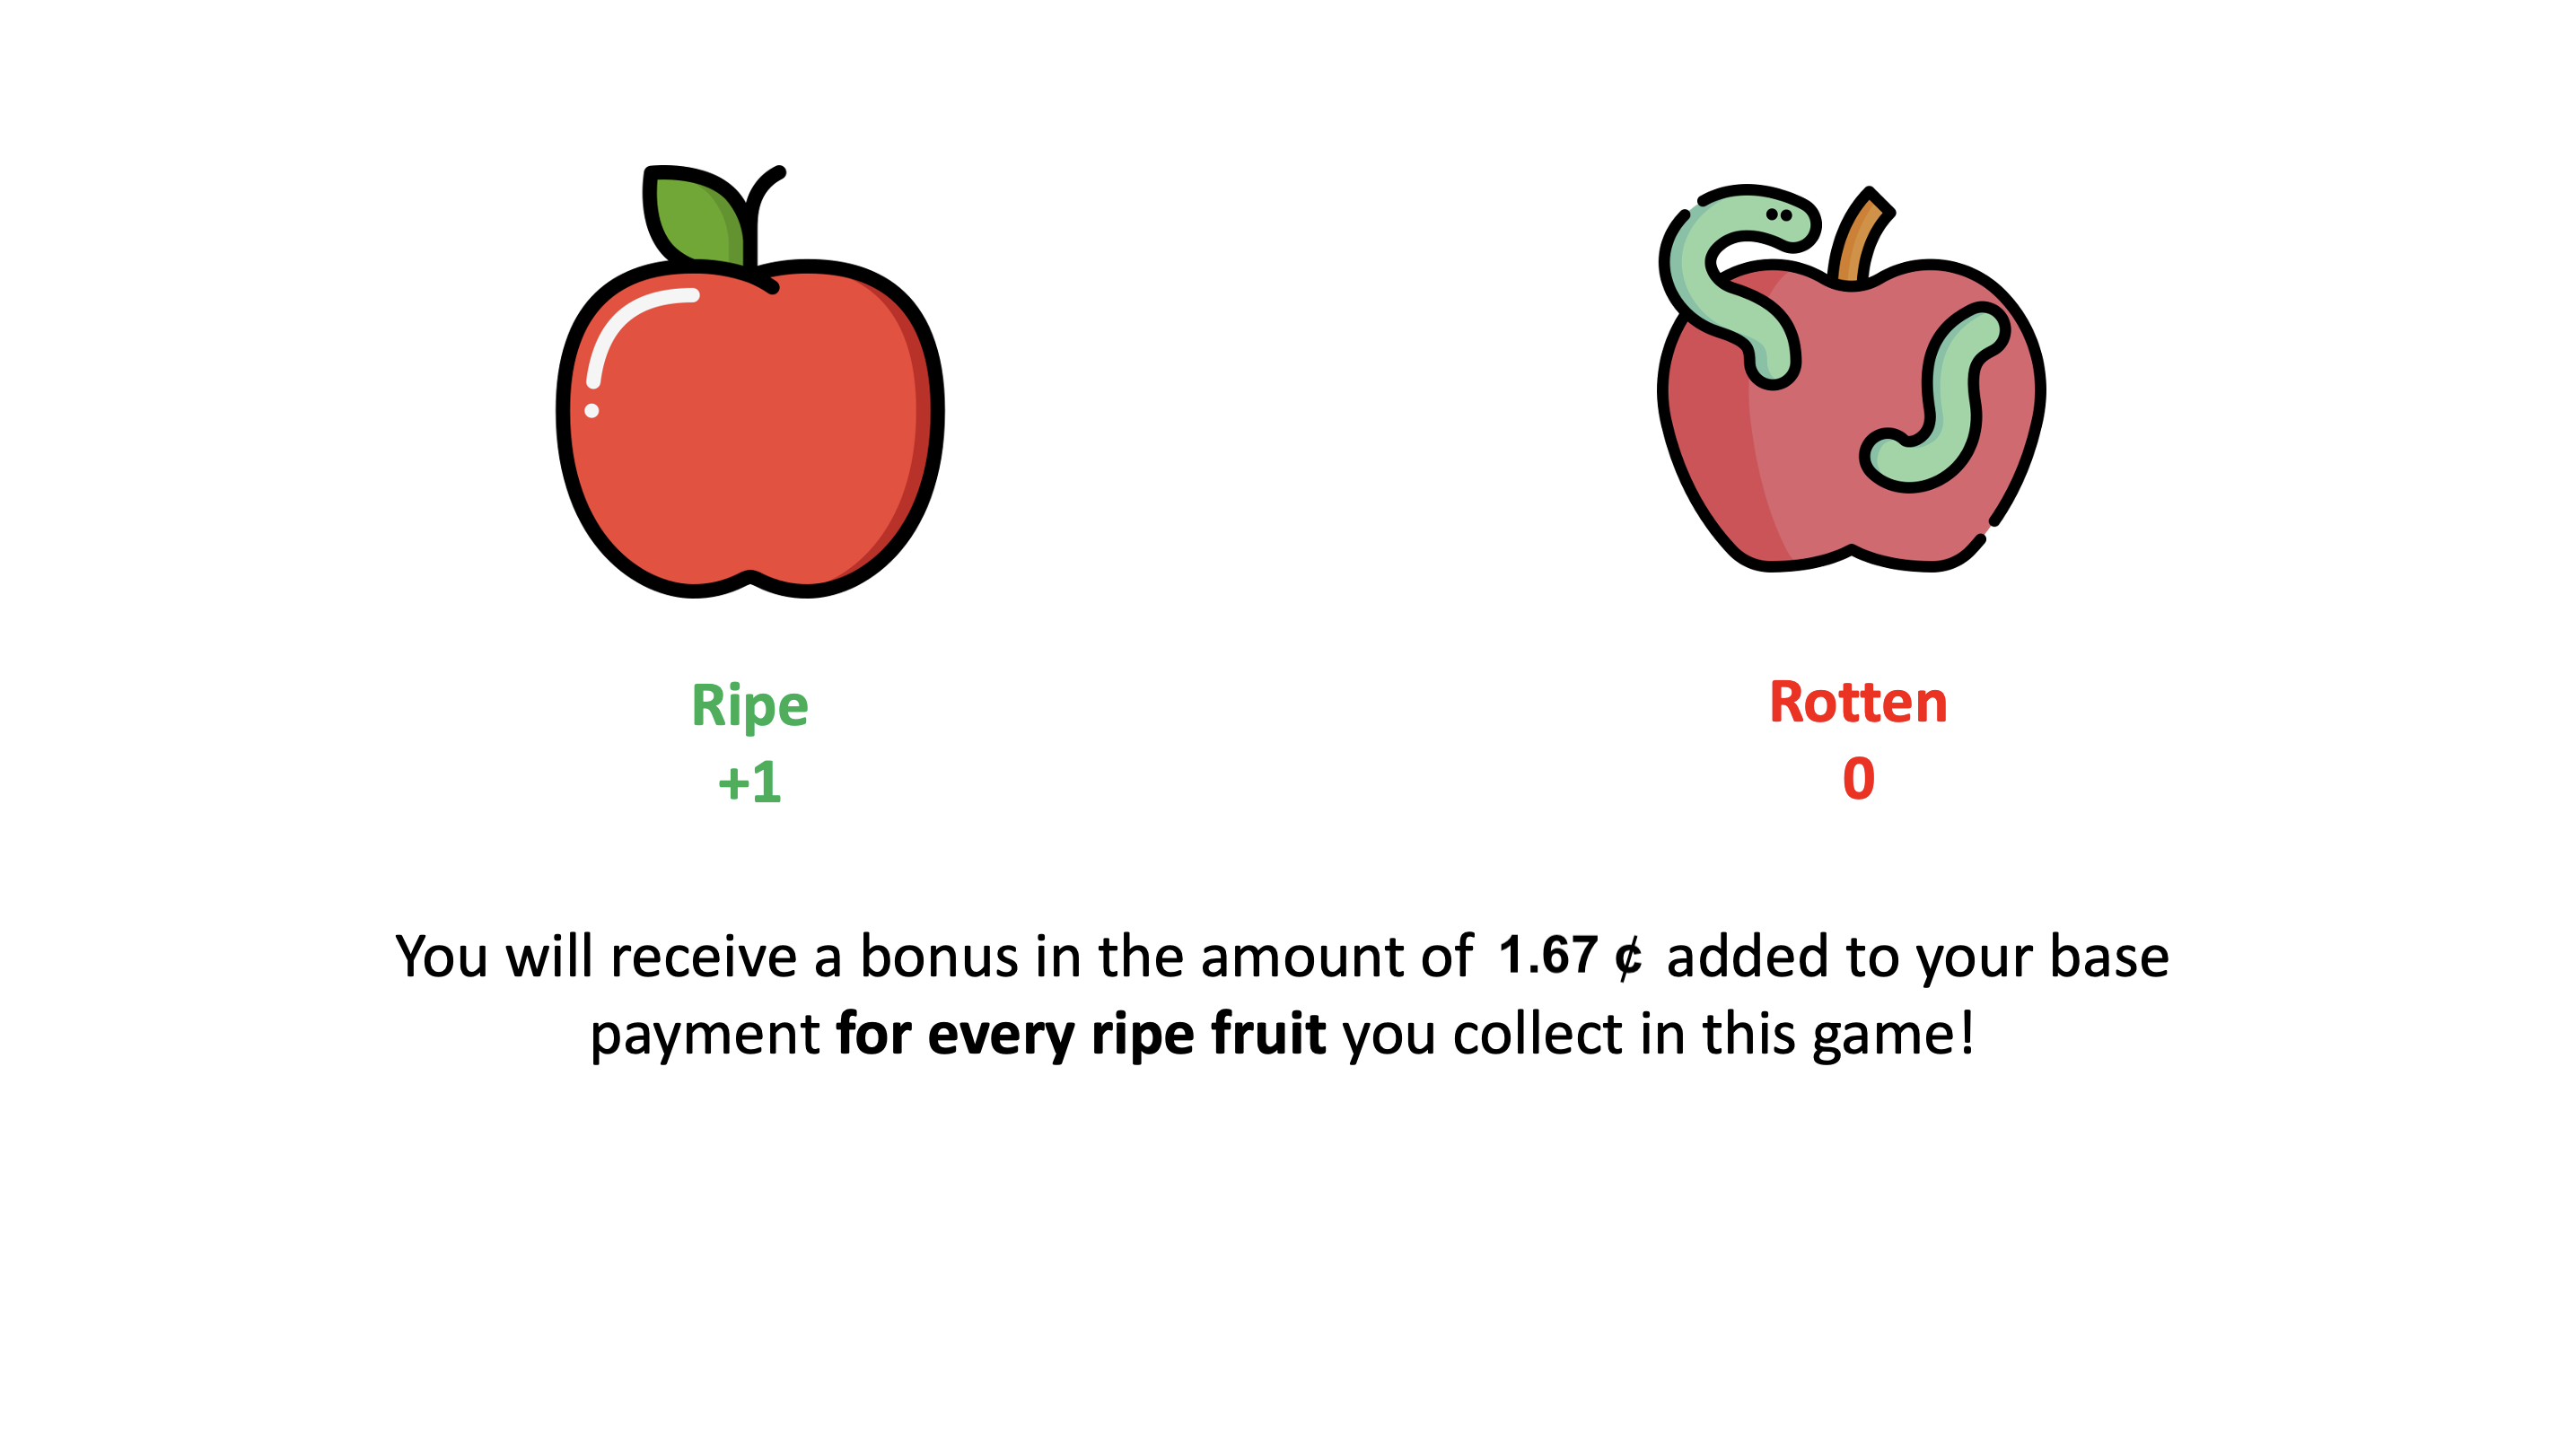 Ripe
+1
Rotten
0
You will receive a bonus in the amount of 1.67 ¢ added to your base
payment for every ripe fruit you collect in this game!